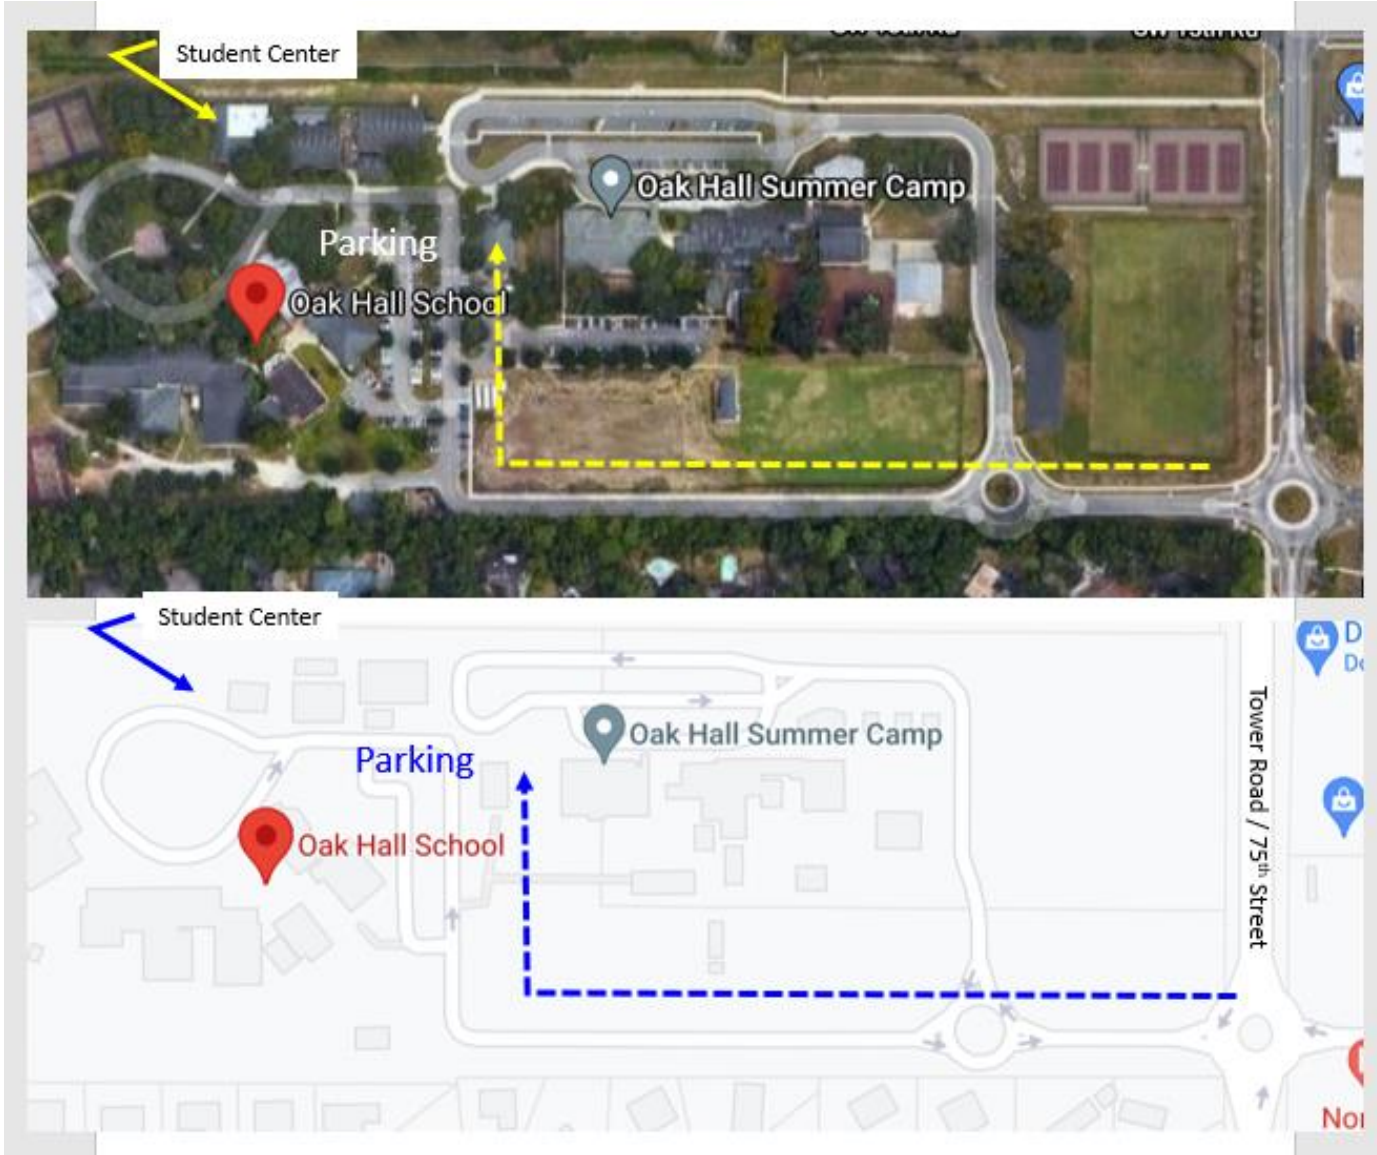 Student Center
Oak Hall Summer Camp
Parking
Oak Hall School
Student Center
Oak Hall Summer Camp
Parking
Oak Hall School
Tower Road / 75th Street